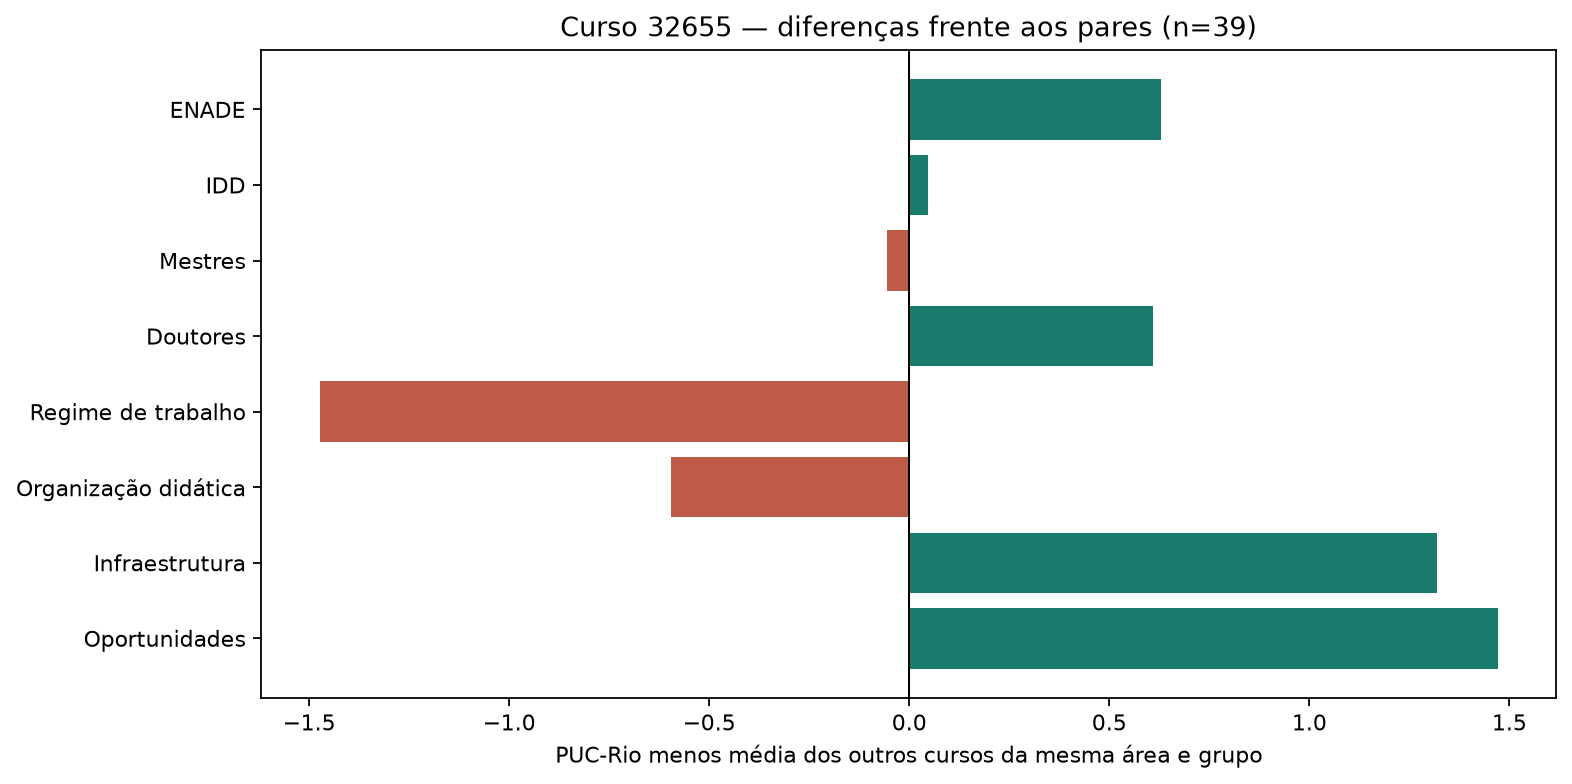 Curso 32655 — diferenças frente aos pares (n=39)
ENADE
IDD
Mestres
Doutores
Regime de trabalho
Organização didática
Infraestrutura
Oportunidades
−1.5 −1.0 −0.5 0.0 0.5 1.0 1.5
PUC-Rio menos média dos outros cursos da mesma área e grupo